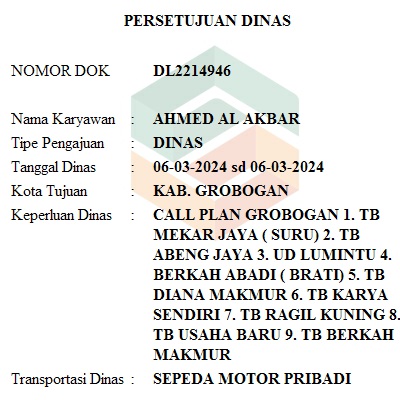 PERSETUJUAN DINAS
NOMOR DOK DL2214946
Nama Karyawan : AHMED AL AKBAR
Tipe Pengajuan : DINAS
Tanggal Dinas : 06-03-2024 sd 06-03-2024
Kota Tujuan : KAB. GROBOGAN
Keperluan Dinas : CALL PLAN GROBOGAN 1. TB
MEKAR JAYA ( SURU) 2. TB
ABENG JAYA 3. UD LUMINTU 4.
BERKAH ABADI ( BRATI) 5. TB
DIANA MAKMUR 6. TB KARYA
SENDIRI 7. TB RAGIL KUNING 8.
TB USAHA BARU 9. TB BERKAH
MAKMUR
Transportasi Dinas : SEPEDA MOTOR PRIBADI